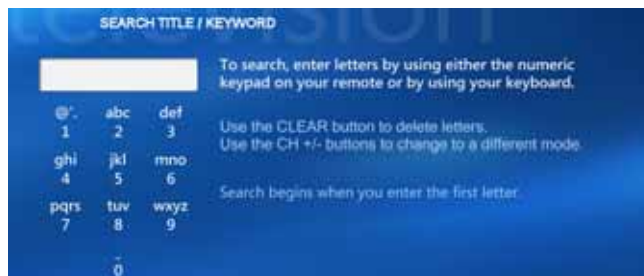 television
SEARCH TITLE / KEYWORD
To search, enter letters by using either the numeric
keypad on your remote or by using your keyboard.
@'. abc def
1 2 3
Use the CLEAR button to delete letters.
Use the CH +/- buttons to change to a different mode.
ghi jkl mno
4 5 6
Search begins when you enter the first letter.
pqrs tuv wxyz
7 8 9
0